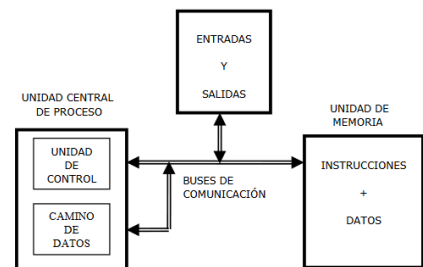 ENTRADAS
Y
SALIDAS
UNIDAD CENTRAL
DE PROCESO
UNIDAD
DE
CONTROL
CAMINO
DE
DATOS
BUSES DE
COMUNICACIÓN
UNIDAD DE
MEMORIA
INSTRUCCIONES
+
DATOS